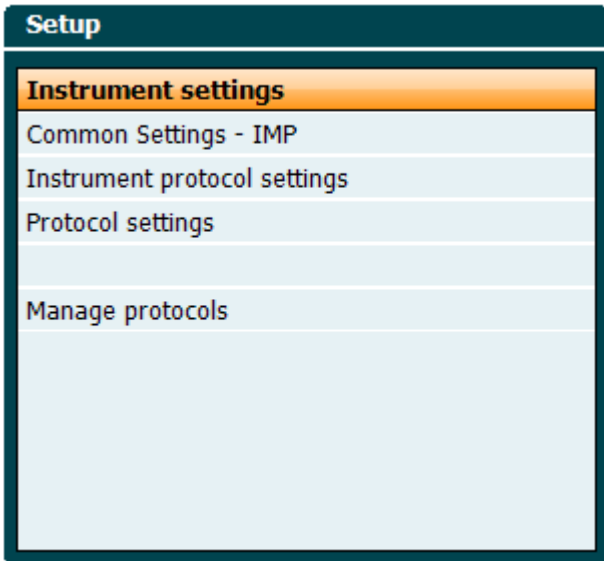 Setup
Instrument settings
Common Settings - IMP
Instrument protocol settings
Protocol settings
Manage protocols